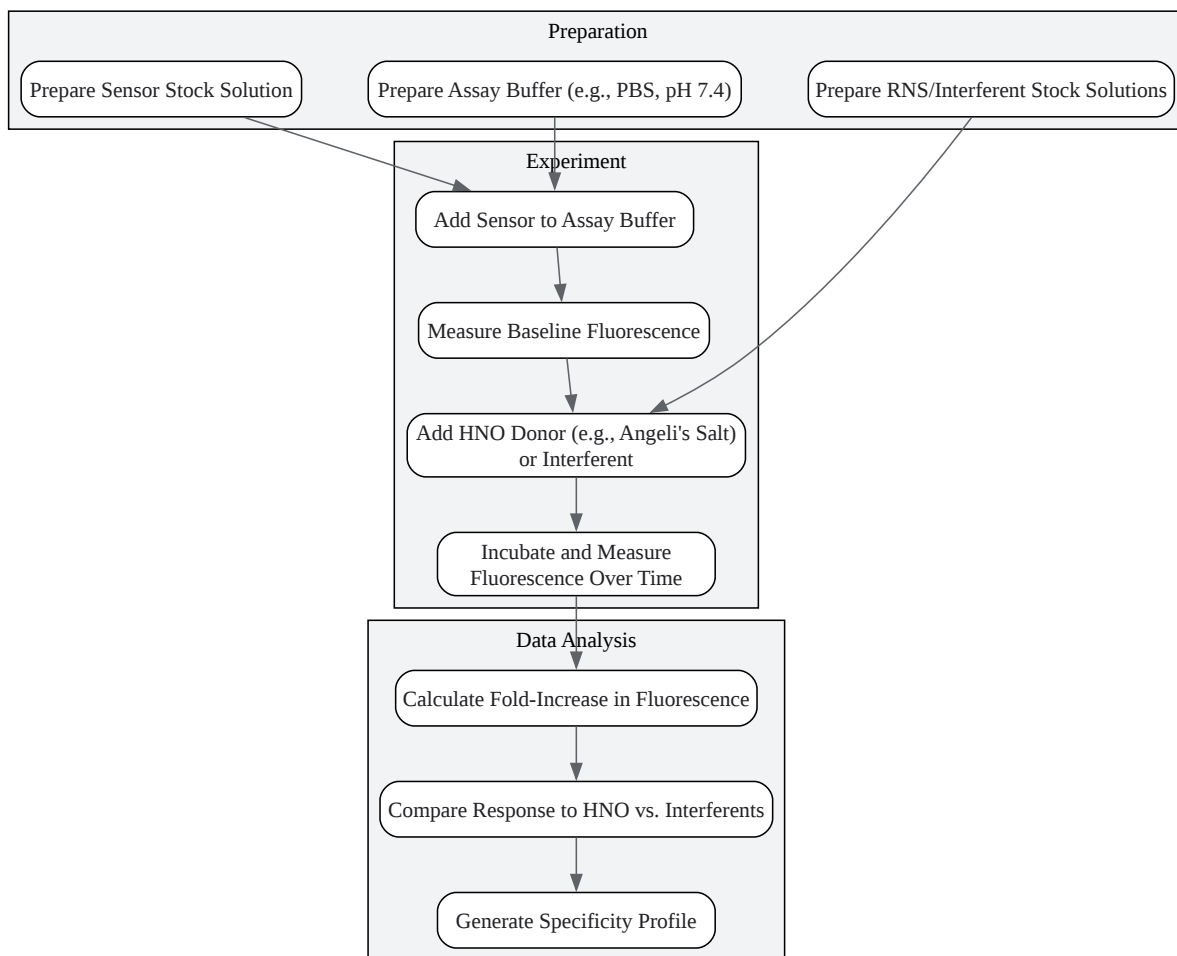 Preparation
Prepare Sensor Stock Solution
Prepare Assay Buffer (e.g., PBS, pH 7.4)
Prepare RNS/Interferent Stock Solutions
Experiment
Add Sensor to Assay Buffer
Measure Baseline Fluorescence
Add HNO Donor (e.g., Angeli's Salt)
or Interferent
Incubate and Measure
Fluorescence Over Time
Data Analysis
Calculate Fold-Increase in Fluorescence
Compare Response to HNO vs. Interferents
Generate Specificity Profile